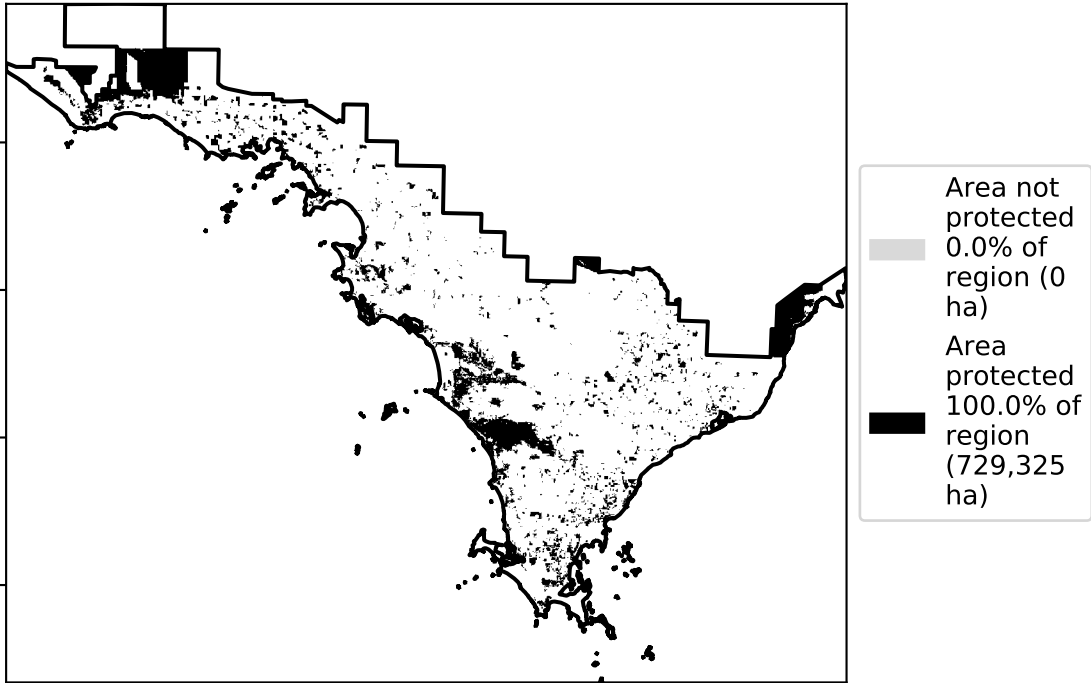 Area not
protected
0.0% of
region (0
ha)
Area
protected
100.0% of
region
(729,325
ha)